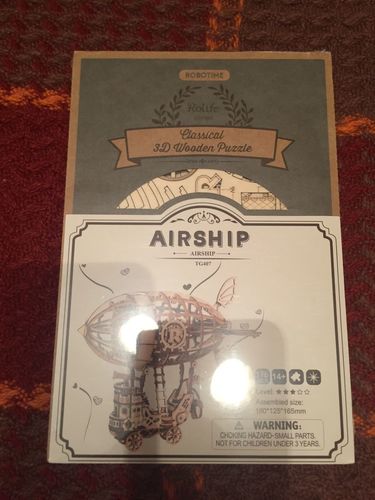 ROBOTIME
Rolife
Classical
3D Wooden Puzzle
AIRSHIP
AIRSHIP
TG407
R
14+
Level: ★★★☆☆
Assembled size:
180*125*165mm
WARNING:
CHOKING HAZARD-SMALL PARTS.
NOT FOR CHILDREN UNDER 3 YEARS.